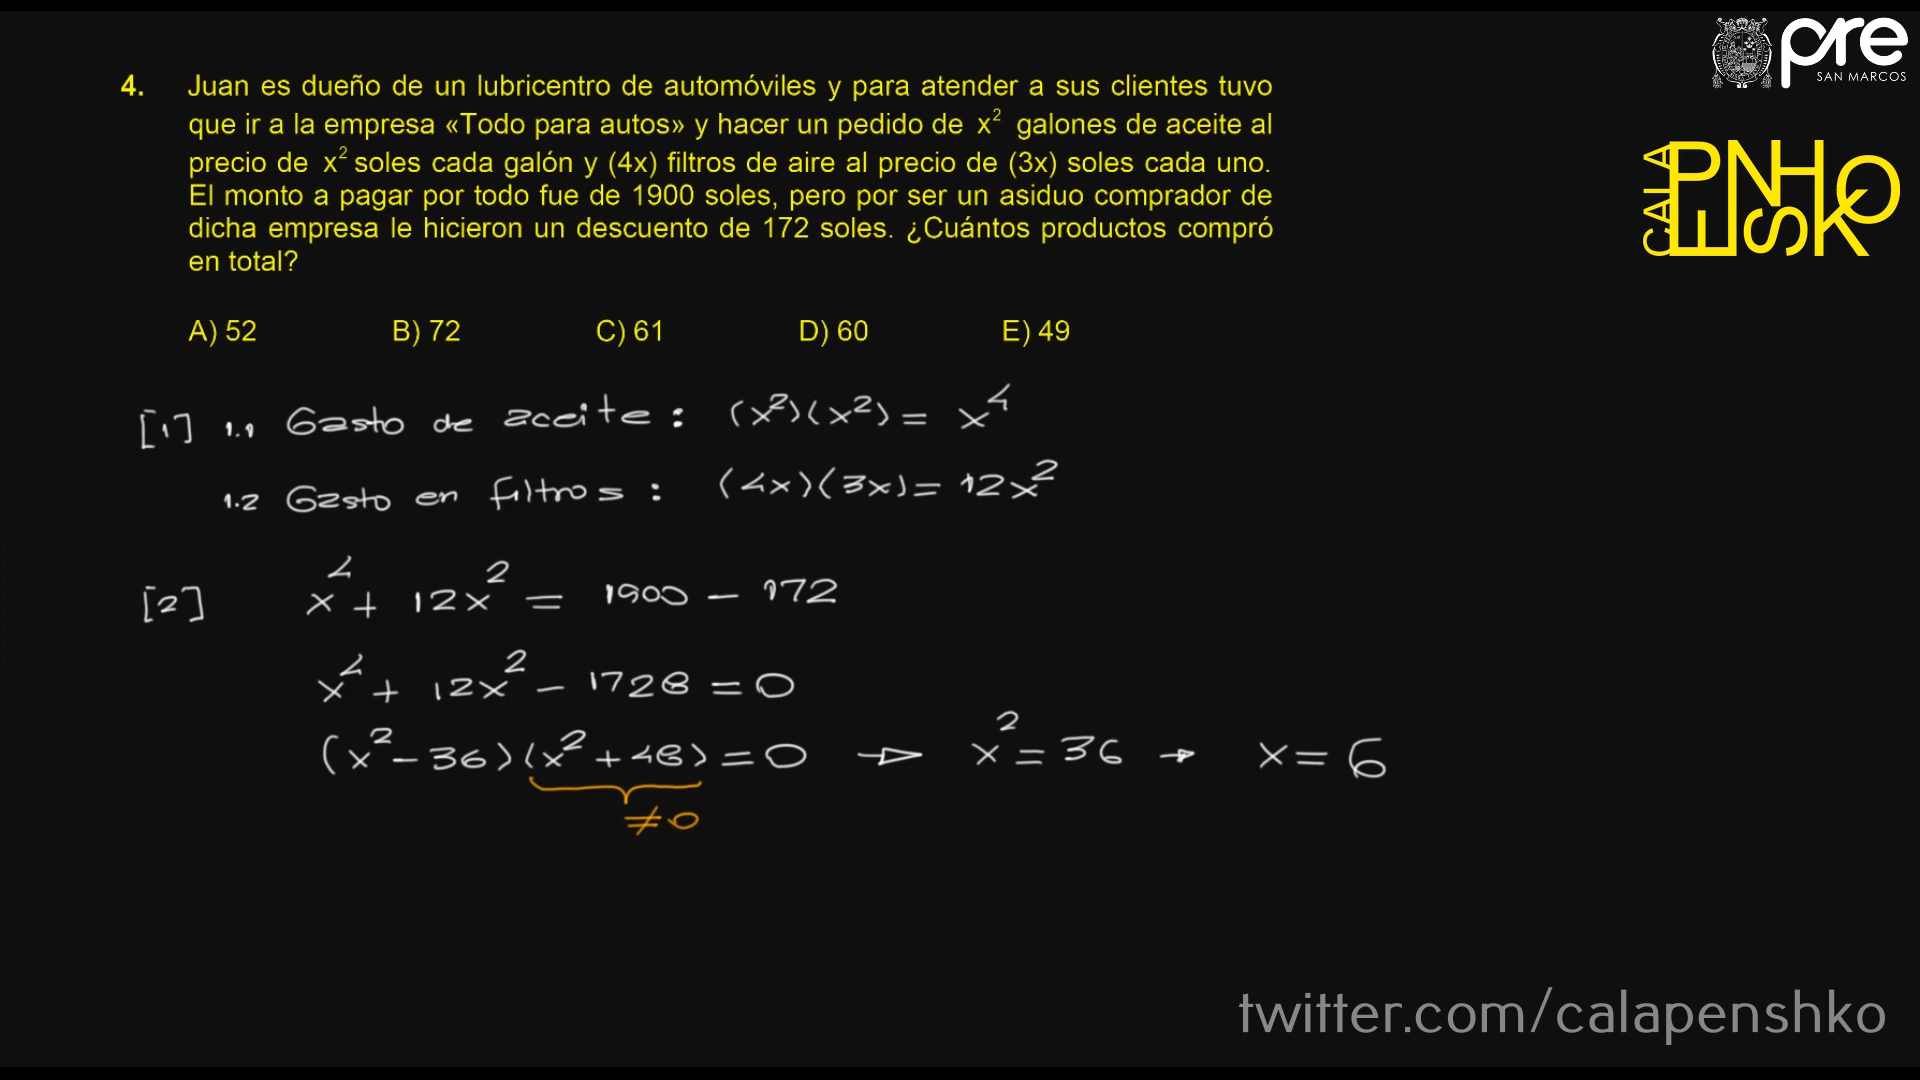 pre
SAN MARCOS
CALA
PENSHKO
4. Juan es dueño de un lubricentro de automóviles y para atender a sus clientes tuvo
que ir a la empresa «Todo para autos» y hacer un pedido de x² galones de aceite al
precio de x² soles cada galón y (4x) filtros de aire al precio de (3x) soles cada uno.
El monto a pagar por todo fue de 1900 soles, pero por ser un asiduo comprador de
dicha empresa le hicieron un descuento de 172 soles. ¿Cuántos productos compró
en total?
A) 52 B) 72 C) 61 D) 60 E) 49
[1] 1.1 Gasto de aceite : (x²)(x²) = x⁴
1.2 Gasto en filtros : (4x)(3x) = 12x²
[2] x⁴ + 12x² = 1900 - 172
x⁴ + 12x² - 1728 = 0
(x² - 36)(x² + 48) = 0 → x² = 36 → x = 6
≠0
twitter.com/calapenshko